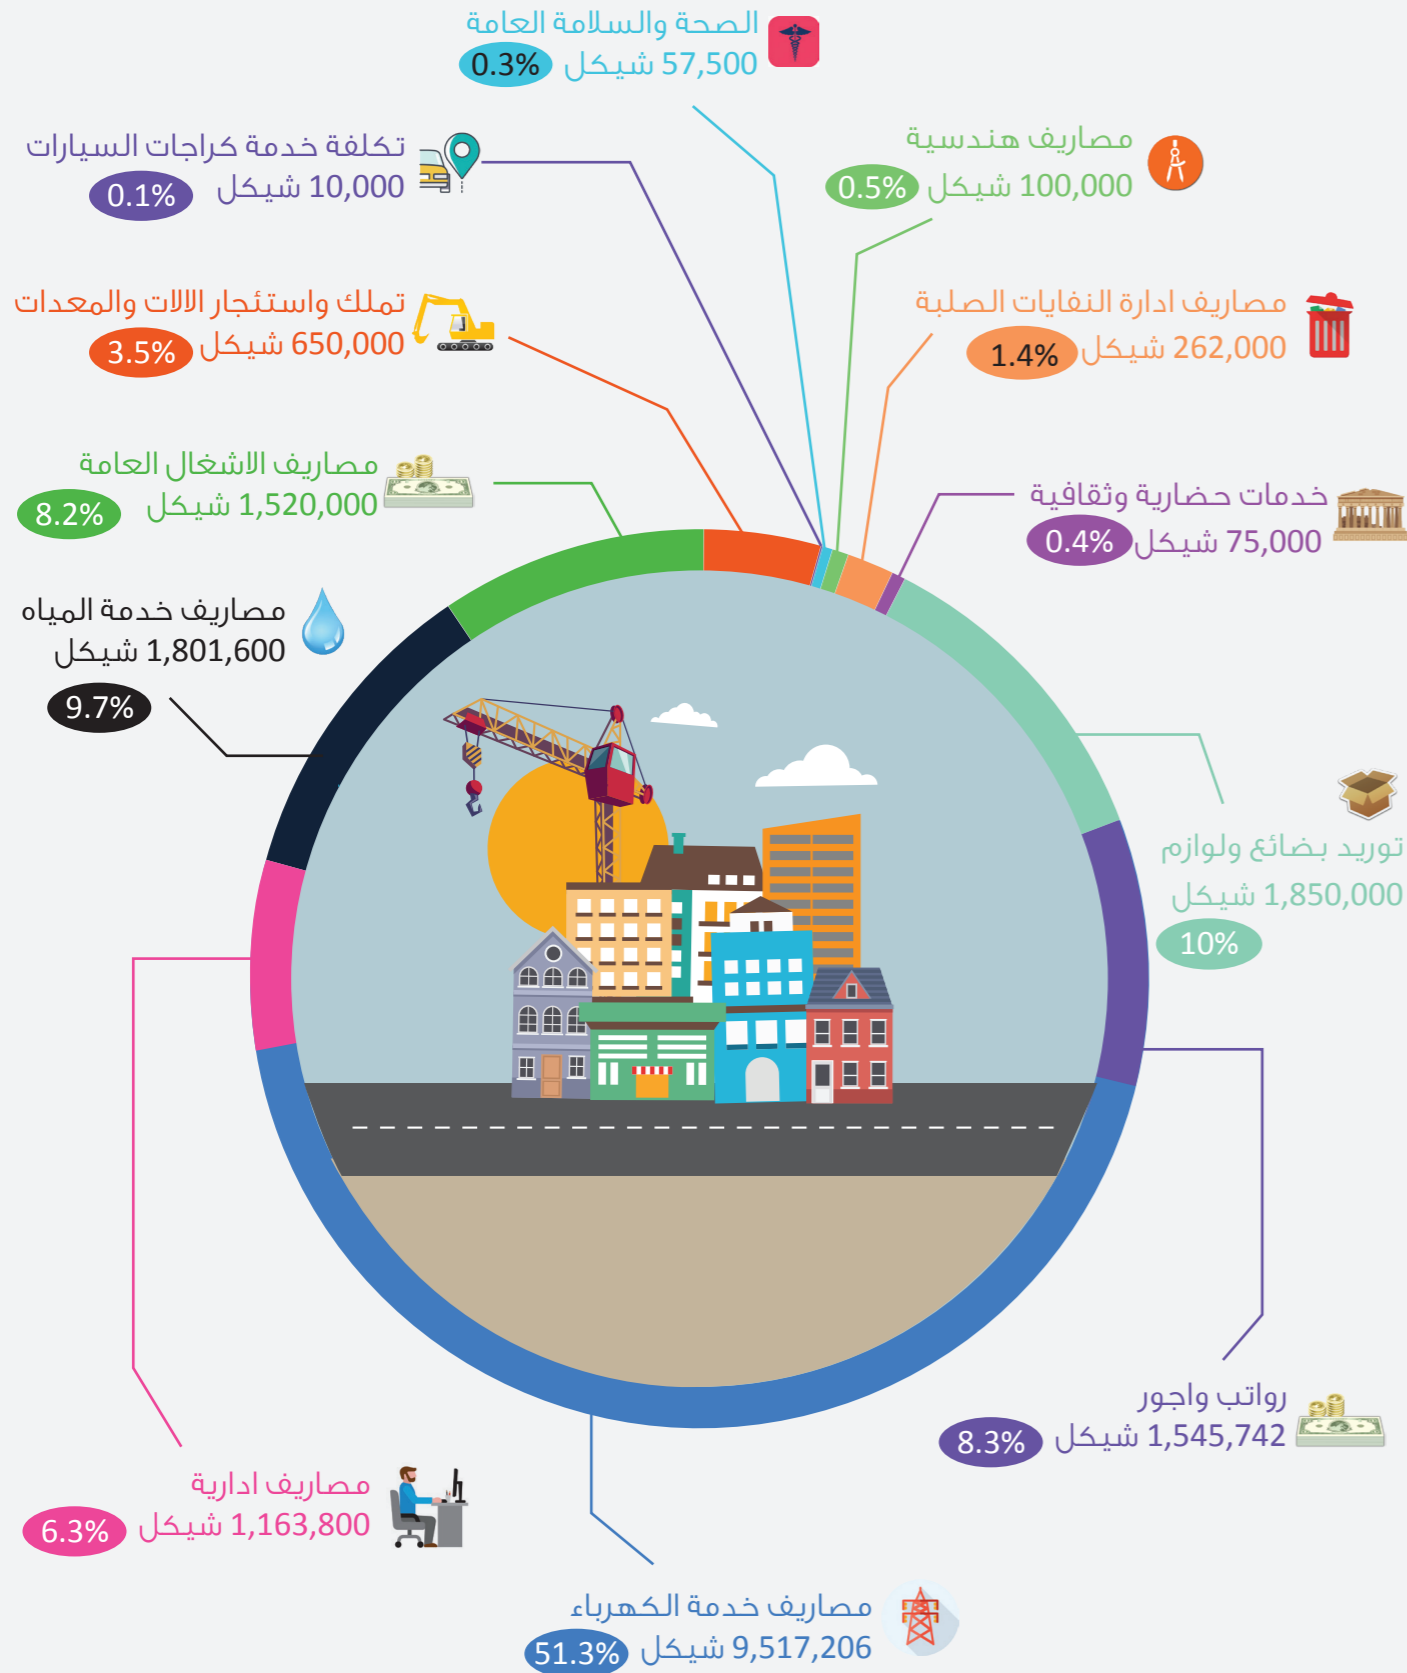 الصحة والسلامة العامة
57,500 شيكل 0.3%
مصاريف هندسية
100,000 شيكل 0.5%
تكلفة خدمة كراجات السيارات
10,000 شيكل 0.1%
مصاريف ادارة النفايات الصلبة
262,000 شيكل 1.4%
تملك واستئجار الالات والمعدات
650,000 شيكل 3.5%
خدمات حضارية وثقافية
75,000 شيكل 0.4%
مصاريف الاشغال العامة
1,520,000 شيكل 8.2%
مصاريف خدمة المياه
1,801,600 شيكل
9.7%
توريد بضائع ولوازم
1,850,000 شيكل
10%
رواتب واجور
1,545,742 شيكل 8.3%
مصاريف ادارية
1,163,800 شيكل 6.3%
مصاريف خدمة الكهرباء
9,517,206 شيكل 51.3%